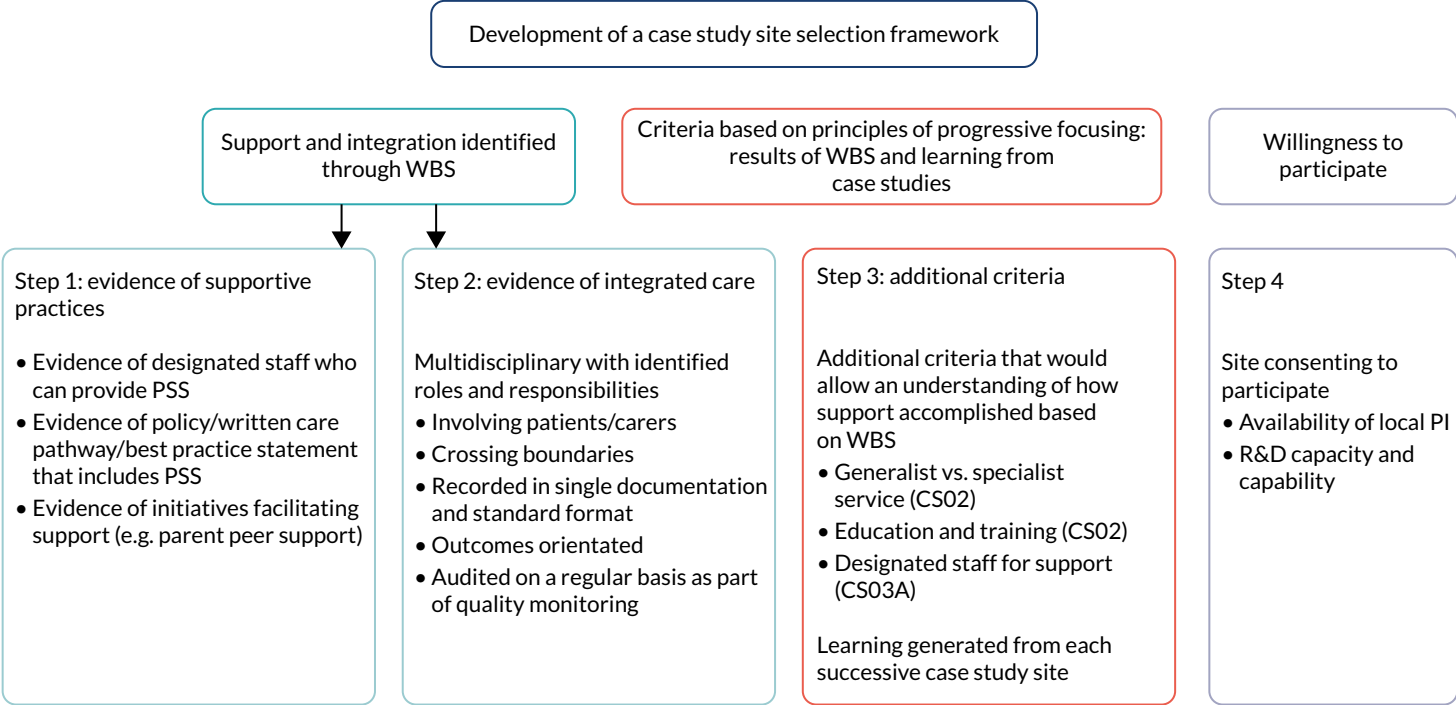 Development of a case study site selection framework
Support and integration identified
through WBS
Criteria based on principles of progressive focusing:
results of WBS and learning from
case studies
Willingness to
participate
Step 1: evidence of supportive
practices
• Evidence of designated staff who
can provide PSS
• Evidence of policy/written care
pathway/best practice statement
that includes PSS
• Evidence of initiatives facilitating
support (e.g. parent peer support)
Step 2: evidence of integrated care
Multidisciplinary with identified
roles and responsibilities
• Involving patients/carers
• Crossing boundaries
• Recorded in single documentation
and standard format
• Outcomes orientated
• Audited on a regular basis as part
of quality monitoring
Step 3: additional criteria
Additional criteria that would
allow an understanding of how
support accomplished based
on WBS
• Generalist vs. specialist
service (CS02)
• Education and training (CS02)
• Designated staff for support
(CS03A)
Learning generated from each
successive case study site
Step 4
Site consenting to
participate
• Availability of local PI
• R&D capacity and
capability